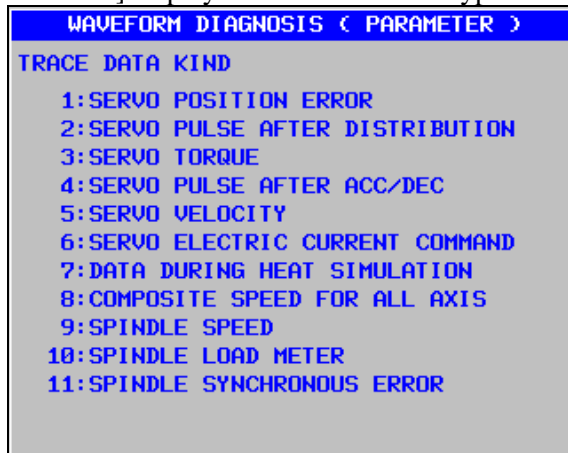 WAVEFORM DIAGNOSIS ( PARAMETER )
TRACE DATA KIND
1:SERVO POSITION ERROR
2:SERVO PULSE AFTER DISTRIBUTION
3:SERVO TORQUE
4:SERVO PULSE AFTER ACC/DEC
5:SERVO VELOCITY
6:SERVO ELECTRIC CURRENT COMMAND
7:DATA DURING HEAT SIMULATION
8:COMPOSITE SPEED FOR ALL AXIS
9:SPINDLE SPEED
10:SPINDLE LOAD METER
11:SPINDLE SYNCHRONOUS ERROR